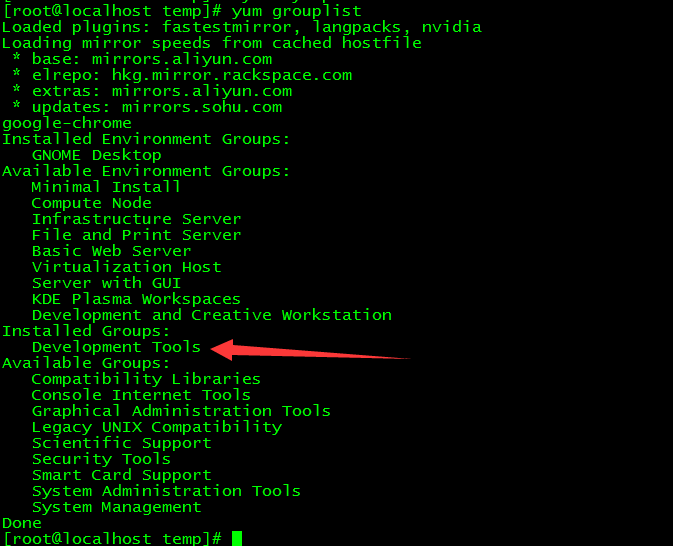 [root@localhost temp]# yum grouplist
Loaded plugins: fastestmirror, langpacks, nvidia
Loading mirror speeds from cached hostfile
 * base: mirrors.aliyun.com
 * elrepo: hkg.mirror.rackspace.com
 * extras: mirrors.aliyun.com
 * updates: mirrors.sohu.com
google-chrome
Installed Environment Groups:
   GNOME Desktop
Available Environment Groups:
   Minimal Install
   Compute Node
   Infrastructure Server
   File and Print Server
   Basic Web Server
   Virtualization Host
   Server with GUI
   KDE Plasma Workspaces
   Development and Creative Workstation
Installed Groups:
   Development Tools
Available Groups:
   Compatibility Libraries
   Console Internet Tools
   Graphical Administration Tools
   Legacy UNIX Compatibility
   Scientific Support
   Security Tools
   Smart Card Support
   System Administration Tools
   System Management
Done
[root@localhost temp]#